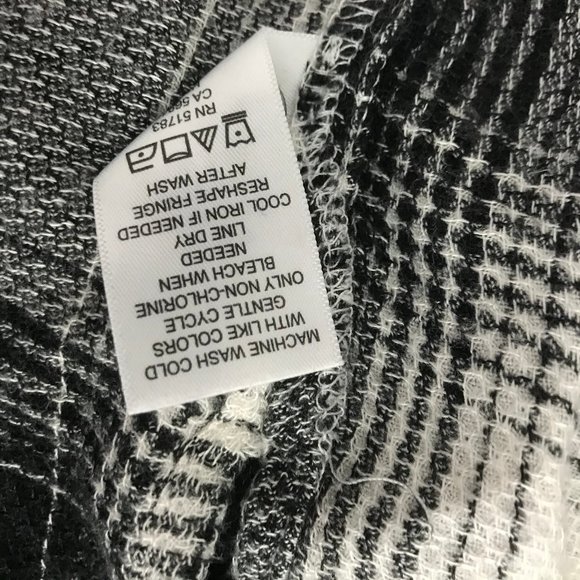 MACHINE WASH COLD
WITH LIKE COLORS
GENTLE CYCLE
ONLY NON-CHLORINE
BLEACH WHEN
NEEDED
LINE DRY
COOL IRON IF NEEDED
RESHAPE FRINGE
AFTER WASH
RN 51783
CA